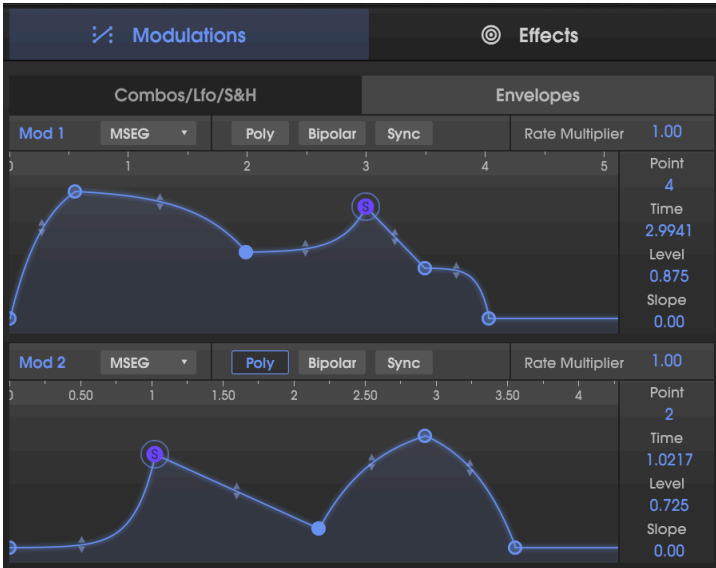 Modulations Effects
Combos/Lfo/S&H Envelopes
Mod 1 MSEG Poly Bipolar Sync Rate Multiplier 1.00
0 1 2 3 4 5
Point
4
Time
2.9941
S
Level
0.875
Slope
0.00
Mod 2 MSEG Poly Bipolar Sync Rate Multiplier 1.00
0 0.50 1 1.50 2 2.50 3 3.50 4
Point
2
Time
1.0217
S
Level
0.725
Slope
0.00